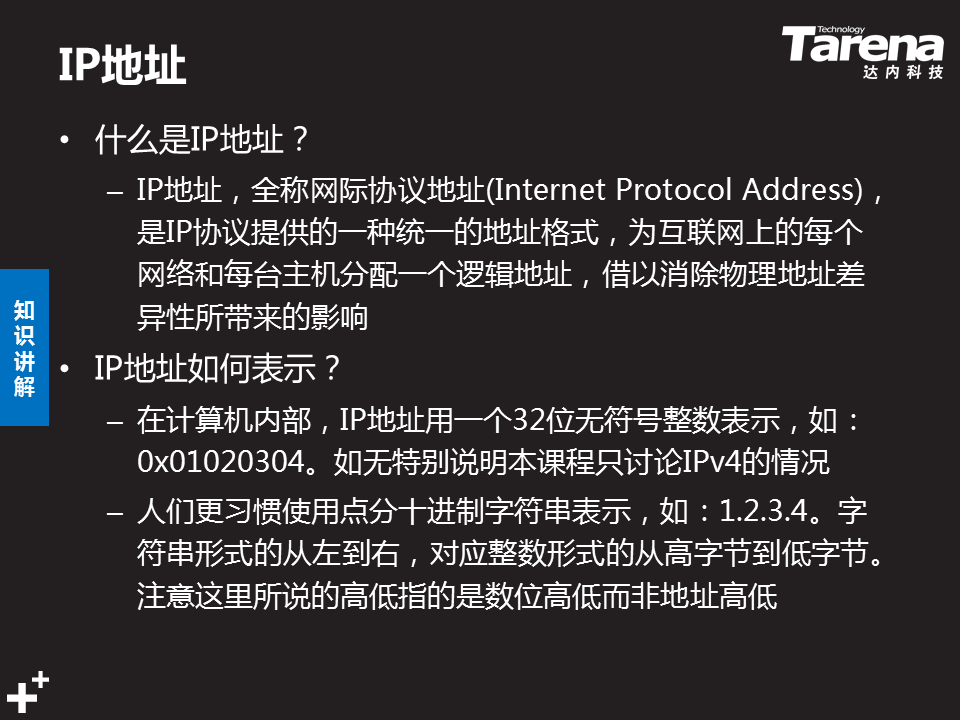 IP地址
Technology
Tarena
达内科技
• 什么是IP地址？
– IP地址，全称网际协议地址(Internet Protocol Address)，
是IP协议提供的一种统一的地址格式，为互联网上的每个
网络和每台主机分配一个逻辑地址，借以消除物理地址差
异性所带来的影响
• IP地址如何表示？
– 在计算机内部，IP地址用一个32位无符号整数表示，如：
0x01020304。如无特别说明本课程只讨论IPv4的情况
– 人们更习惯使用点分十进制字符串表示，如：1.2.3.4。字
符串形式的从左到右，对应整数形式的从高字节到低字节。
注意这里所说的高低指的是数位高低而非地址高低
知
识
讲
解